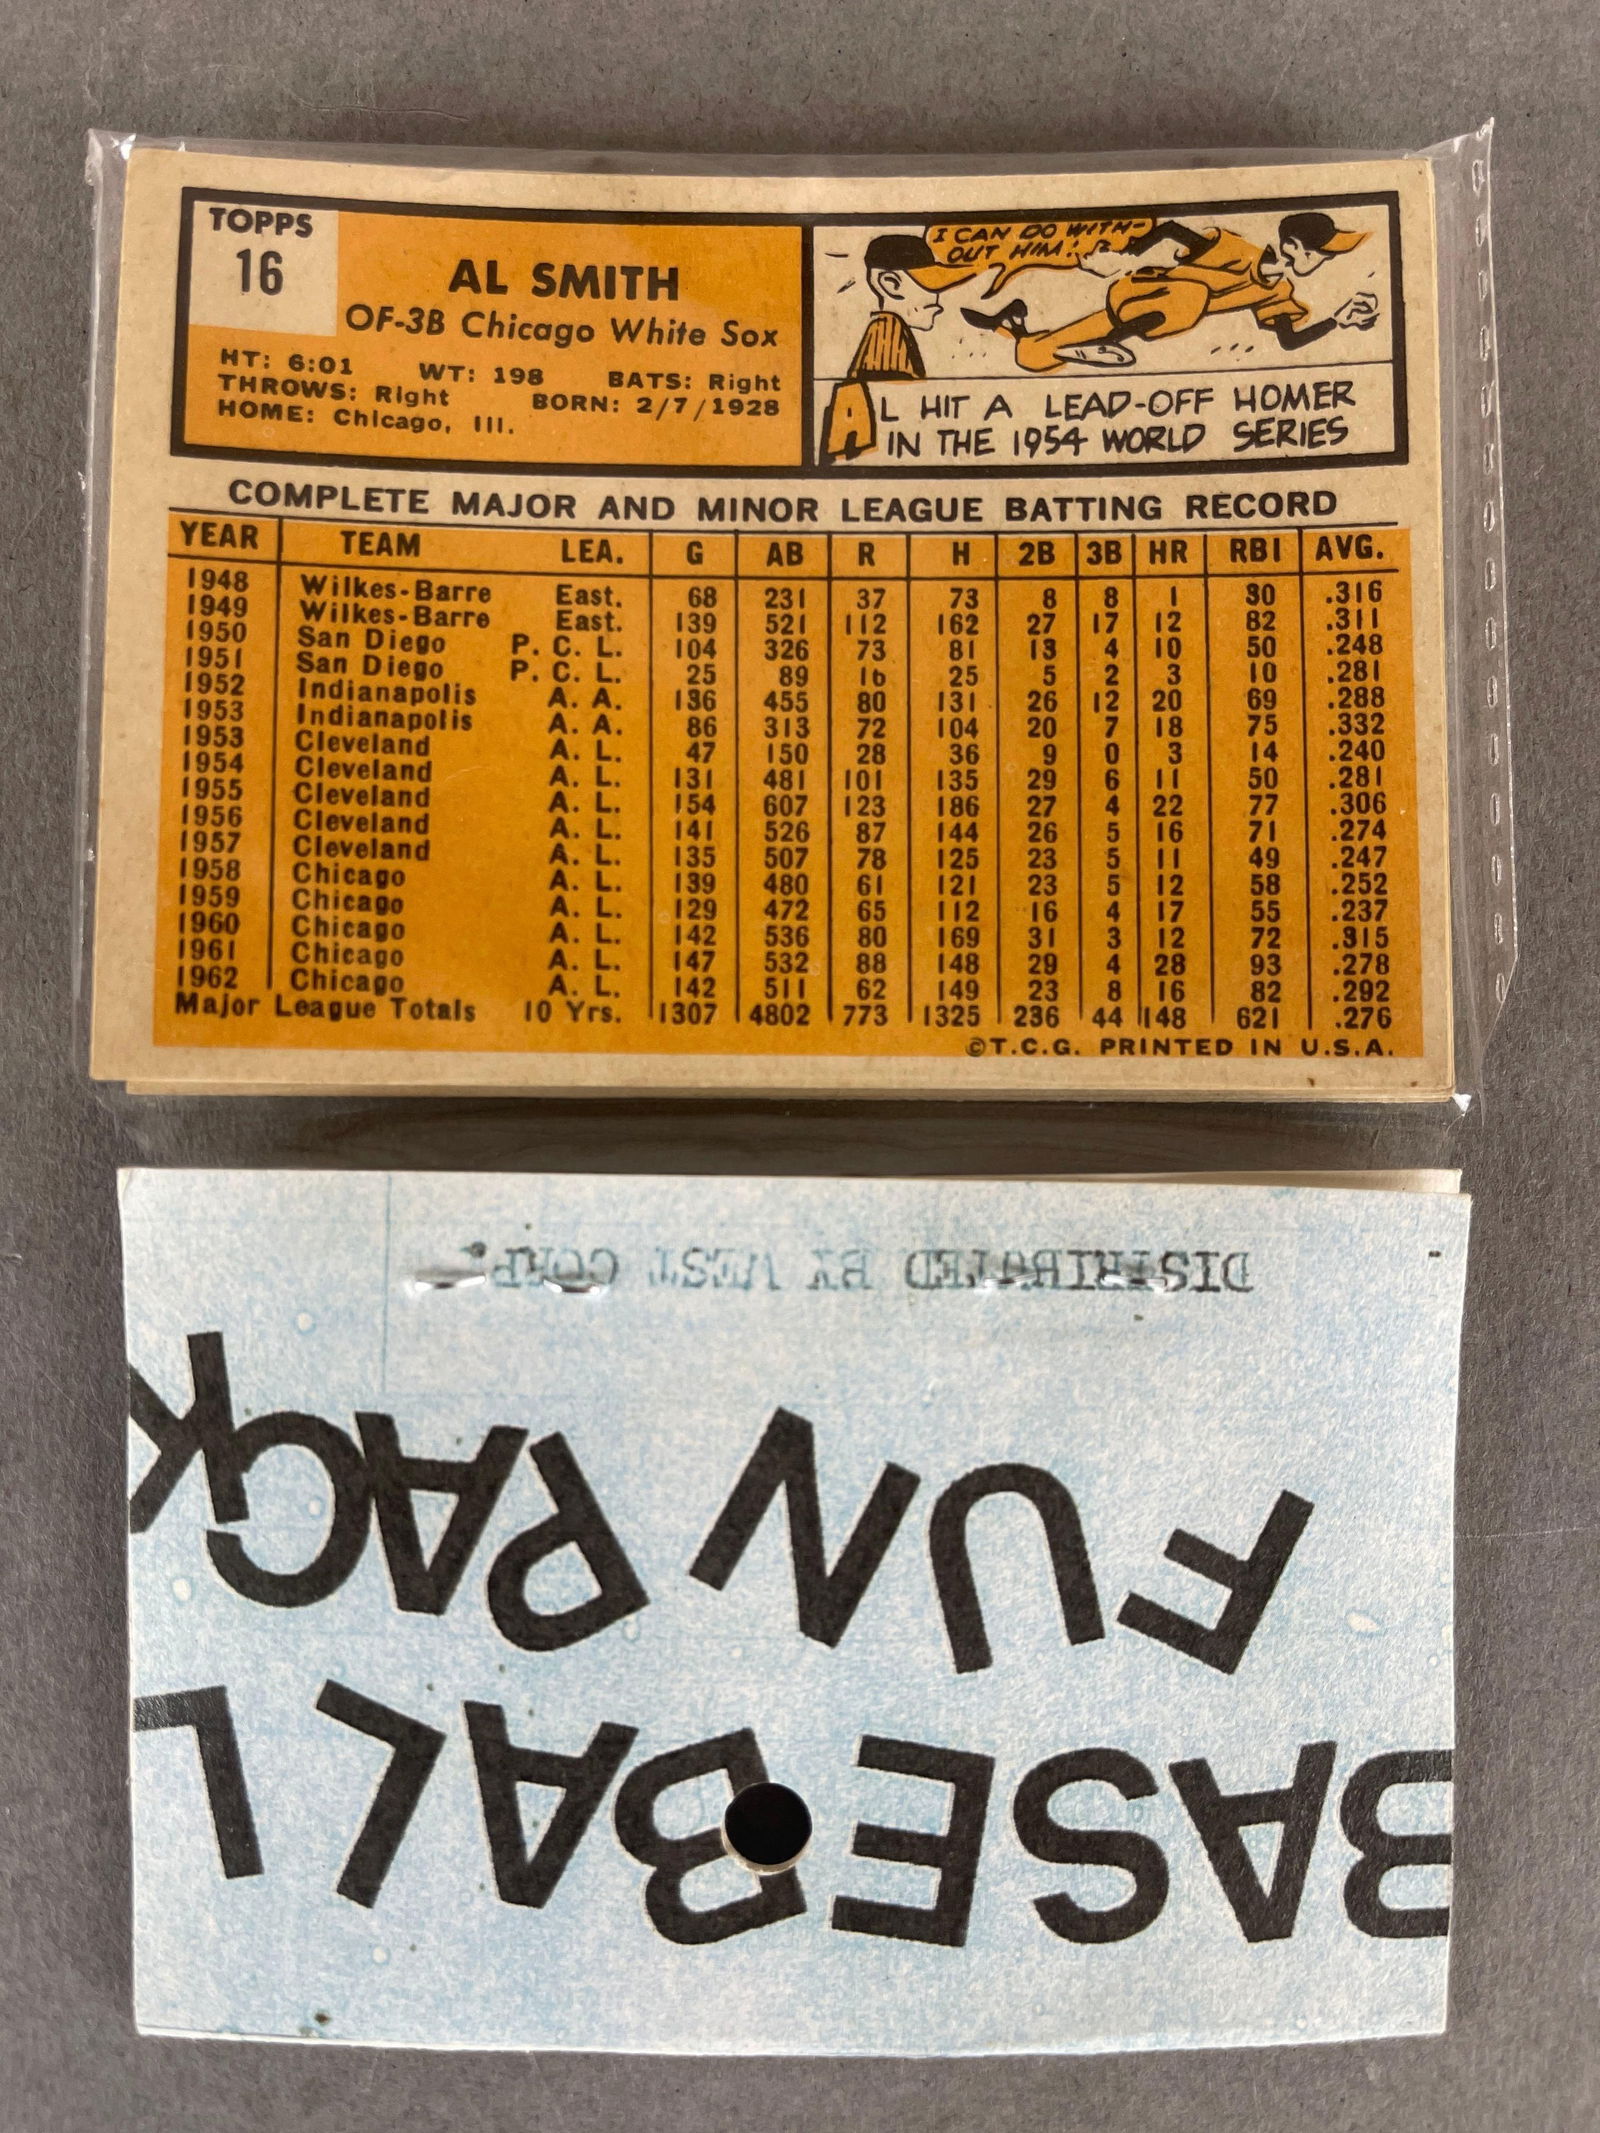 TOPPS
16
AL SMITH
OF-3B Chicago White Sox
HT: 6:01 WT: 198 BATS: Right
THROWS: Right BORN: 2/7/1928
HOME: Chicago, Ill.
I CAN DO WITH-
OUT HIM!
AL HIT A LEAD-OFF HOMER
IN THE 1954 WORLD SERIES
COMPLETE MAJOR AND MINOR LEAGUE BATTING RECORD
YEAR TEAM LEA. G AB R H 2B 3B HR RBI AVG.
1948 Wilkes-Barre East. 68 231 37 73 8 8 1 30 .316
1949 Wilkes-Barre East. 139 521 112 162 27 17 12 82 .311
1950 San Diego P. C. L. 104 326 73 81 13 4 10 50 .248
1951 San Diego P. C. L. 25 89 16 25 5 2 3 10 .281
1952 Indianapolis A. A. 136 455 80 131 26 12 20 69 .288
1953 Indianapolis A. A. 86 313 72 104 20 7 18 75 .332
1953 Cleveland A. L. 47 150 28 36 9 0 3 14 .240
1954 Cleveland A. L. 131 481 101 135 29 6 11 50 .281
1955 Cleveland A. L. 154 607 123 186 27 4 22 77 .306
1956 Cleveland A. L. 141 526 87 144 26 5 16 71 .274
1957 Cleveland A. L. 135 507 78 125 23 5 11 49 .247
1958 Chicago A. L. 139 480 61 121 23 5 12 58 .252
1959 Chicago A. L. 129 472 65 112 16 4 17 55 .237
1960 Chicago A. L. 142 536 80 169 31 3 12 72 .315
1961 Chicago A. L. 147 532 88 148 29 4 28 93 .278
1962 Chicago A. L. 142 511 62 149 23 8 16 82 .292
Major League Totals 10 Yrs. 1307 4802 773 1325 236 44 148 621 .276
©T.C.G. PRINTED IN U.S.A.
BASEBALL
FUN PACK
DISTRIBUTED BY WEST CORP.